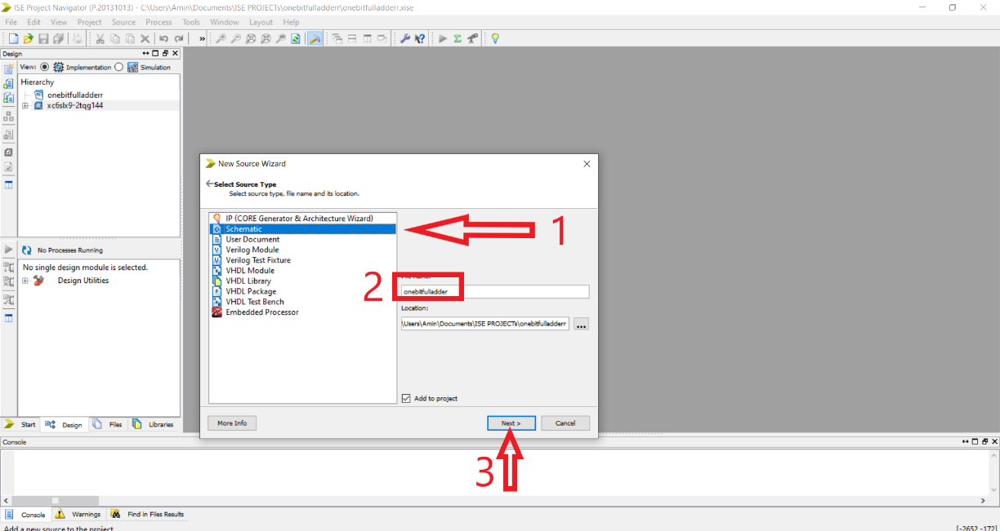 ISE Project Navigator (P.20131013) - C:\Users\Amin\Documents\ISE PROJECTs\onebitfulladderr\onebitfulladderr.xise
File Edit View Project Source Process Tools Window Layout Help
Design
View: Implementation Simulation
Hierarchy
onebitfulladderr
xc6slx9-2tqg144
New Source Wizard
Select Source Type
Select source type, file name and its location.
IP (CORE Generator & Architecture Wizard)
Schematic
User Document
Verilog Module
Verilog Test Fixture
VHDL Module
VHDL Library
VHDL Package
VHDL Test Bench
Embedded Processor
1
2
File name:
onebitfulladder
Location:
\Users\Amin\Documents\ISE PROJECTs\onebitfulladderr
...
Add to project
More Info
Next >
Cancel
3
No Processes Running
No single design module is selected.
Design Utilities
Start Design Files Libraries
Console
Console Warnings Find in Files Results
Add a new source to the project
[-2652,-172]